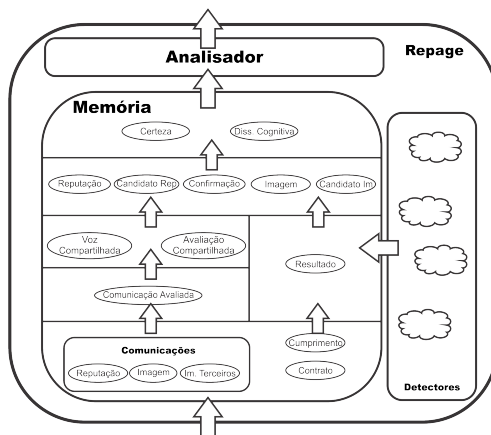 Analisador
Repage
Memória
Certeza
Diss. Cognitiva
Reputação
Candidato Rep
Confirmação
Imagem
Candidato Im
Voz
Compartilhada
Avaliação
Compartilhada
Resultado
Comunicação Avaliada
Comunicações
Reputação
Imagem
Im. Terceiros
Cumprimento
Contrato
Detectores